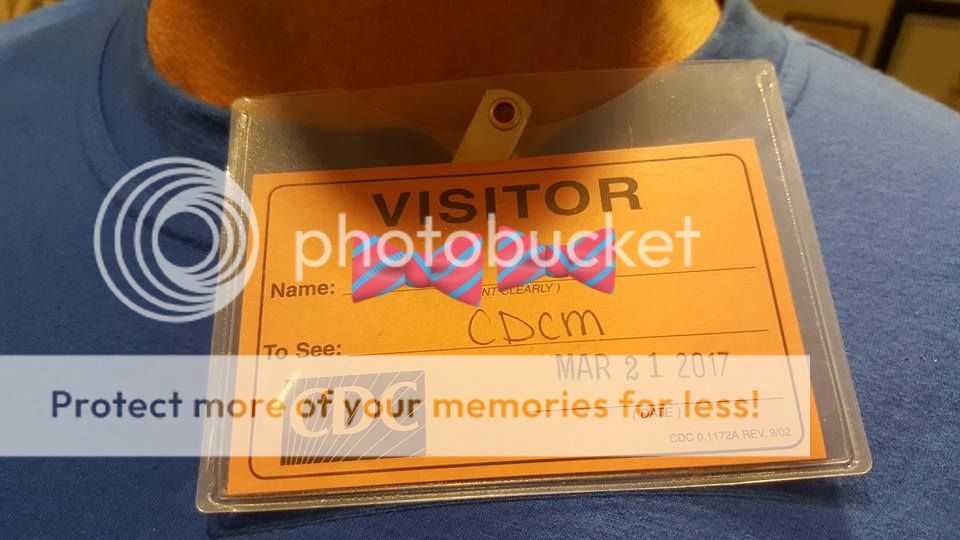 VISITOR
photobucket
Name:
NT CLEARLY )
CDCM
To See:
MAR 21 2017
Protect more of your memories for less!
CDC
( DATE )
CDC 0.1172A REV. 9/02